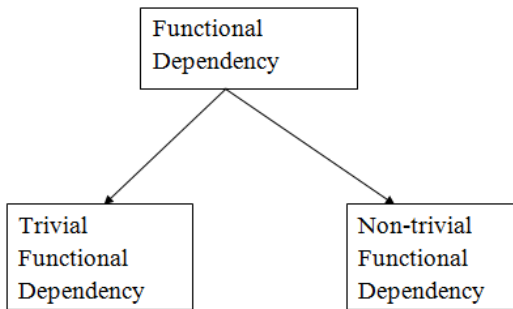 Functional
Dependency
Trivial
Functional
Dependency
Non-trivial
Functional
Dependency